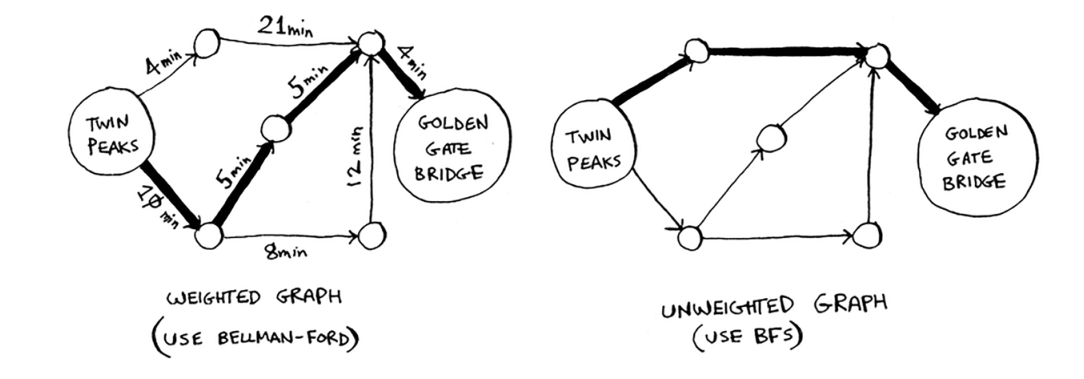 21min
4min
4min
5min
TWIN
PEAKS
GOLDEN
GATE
BRIDGE
12 min
5min
10 min
8min
WEIGHTED GRAPH
(USE BELLMAN-FORD)
TWIN
PEAKS
GOLDEN
GATE
BRIDGE
UNWEIGHTED GRAPH
(USE BFS)